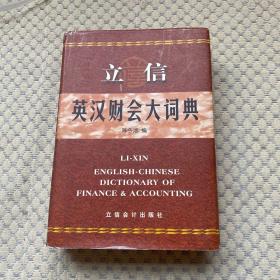 立信
英汉财会大词典
编
LI-XIN
ENGLISH-CHINESE
DICTIONARY OF
FINANCE & ACCOUNTING
立信会计出版社